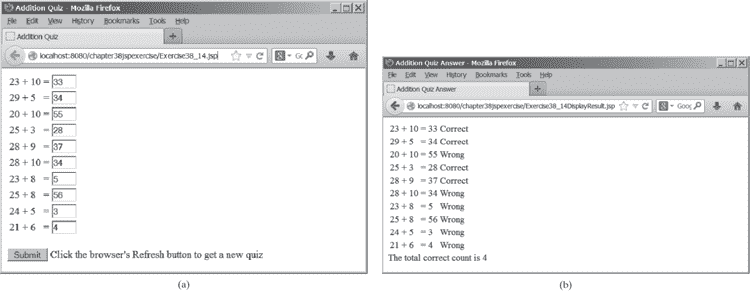 Addition Quiz - Mozilla Firefox
File Edit View History Bookmarks Tools Help
Addition Quiz
localhost:8080/chapter38jspexercise/Exercise38_14.jsp
23 + 10 = 33
29 + 5 = 34
20 + 10 = 55
25 + 3 = 28
28 + 9 = 37
28 + 10 = 34
23 + 8 = 5
25 + 8 = 56
24 + 5 = 3
21 + 6 = 4
Submit Click the browser's Refresh button to get a new quiz
(a)
Addition Quiz Answer - Mozilla Firefox
File Edit View History Bookmarks Tools Help
Addition Quiz Answer
localhost:8080/chapter38jspexercise/Exercise38_14DisplayResult.jsp
23 + 10 = 33 Correct
29 + 5 = 34 Correct
20 + 10 = 55 Wrong
25 + 3 = 28 Correct
28 + 9 = 37 Correct
28 + 10 = 34 Wrong
23 + 8 = 5 Wrong
25 + 8 = 56 Wrong
24 + 5 = 3 Wrong
21 + 6 = 4 Wrong
The total correct count is 4
(b)